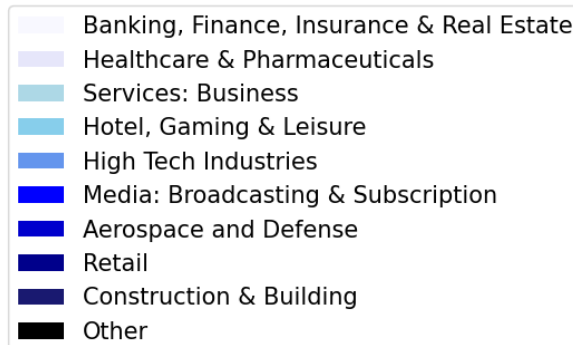 Banking, Finance, Insurance & Real Estate
Healthcare & Pharmaceuticals
Services: Business
Hotel, Gaming & Leisure
High Tech Industries
Media: Broadcasting & Subscription
Aerospace and Defense
Retail
Construction & Building
Other